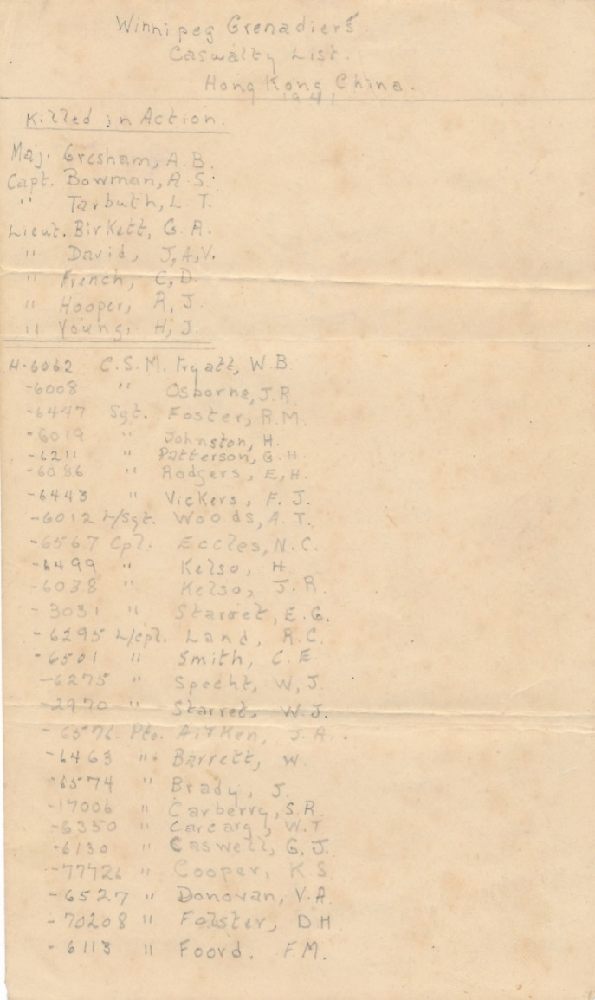 Winnipeg Grenadiers
Casualty List.
Hong Kong China.
1941
Killed in Action.
Maj. Gresham, A.B.
Capt. Bowman, A.S.
" Tarbuth, L.T.
Lieut. Birkett, G.A.
" David, J.A.V.
" French, C.D.
" Hooper, R.J.
" Young, H.J.
H-6062 C.S.M. Fryatt, W.B.
-6008 " Osborne, J.R.
-6447 Sgt. Foster, R.M.
-6019 " Johnston, H.
-6211 " Patterson, G.H.
-6086 " Rodgers, E.H.
-6443 " Vickers, F.J.
-6012 L/Sgt. Woods, A.T.
-6567 Cpl. Eccles, N.C.
-6499 " Kelso, H
-6038 " Kelso, J.R.
-3031 " Starret, E.G.
-6295 L/cpl. Land, R.C.
-6501 " Smith, C.E.
-6275 " Specht, W.J.
-2970 " Starret, W.J.
-6576 Pte. Aitken, J.A.
-6463 " Barrett, W.
-6574 " Brady, J.
-17006 " Carberry, S.R.
-6350 " Carcary, W.T
-6130 " Caswell, G.J.
-77726 " Cooper, K S
-6527 " Donovan, V.A.
-70208 " Folster, D H
-6113 " Foord. F.M.